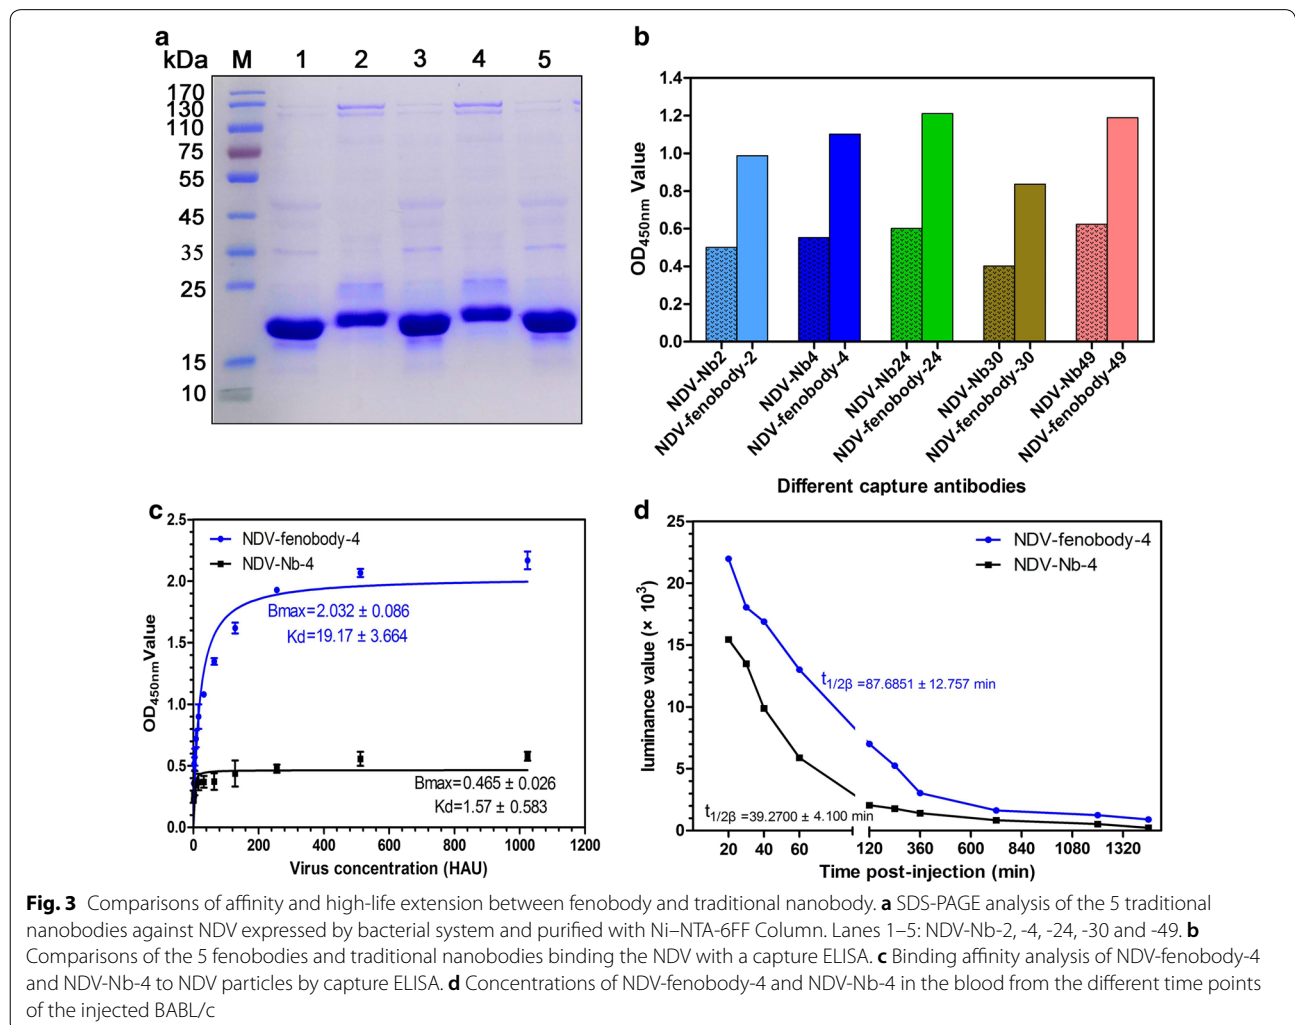 a
kDa M 1 2 3 4 5
170
130
110
75
55
45
35
25
15
10
b
OD450nm Value
1.4
1.2
1.0
0.8
0.6
0.4
0.2
0.0
NDV-Nb2
NDV-fenobody-2
NDV-Nb4
NDV-fenobody-4
NDV-Nb24
NDV-fenobody-24
NDV-Nb30
NDV-fenobody-30
NDV-Nb49
NDV-fenobody-49
Different capture antibodies
c
OD450nm Value
2.5
2.0
1.5
1.0
0.5
0.0
NDV-fenobody-4
NDV-Nb-4
Bmax=2.032 ± 0.086
Kd=19.17 ± 3.664
Bmax=0.465 ± 0.026
Kd=1.57 ± 0.583
0 200 400 600 800 1000 1200
Virus concentration (HAU)
d
luminance value (× 10³)
25
20
15
10
5
0
NDV-fenobody-4
NDV-Nb-4
t1/2β =87.6851 ± 12.757 min
t1/2β =39.2700 ± 4.100 min
20 40 60 120 360 600 840 1080 1320
Time post-injection (min)
Fig. 3 Comparisons of affinity and high-life extension between fenobody and traditional nanobody. a SDS-PAGE analysis of the 5 traditional
nanobodies against NDV expressed by bacterial system and purified with Ni–NTA-6FF Column. Lanes 1–5: NDV-Nb-2, -4, -24, -30 and -49. b
Comparisons of the 5 fenobodies and traditional nanobodies binding the NDV with a capture ELISA. c Binding affinity analysis of NDV-fenobody-4
and NDV-Nb-4 to NDV particles by capture ELISA. d Concentrations of NDV-fenobody-4 and NDV-Nb-4 in the blood from the different time points
of the injected BABL/c